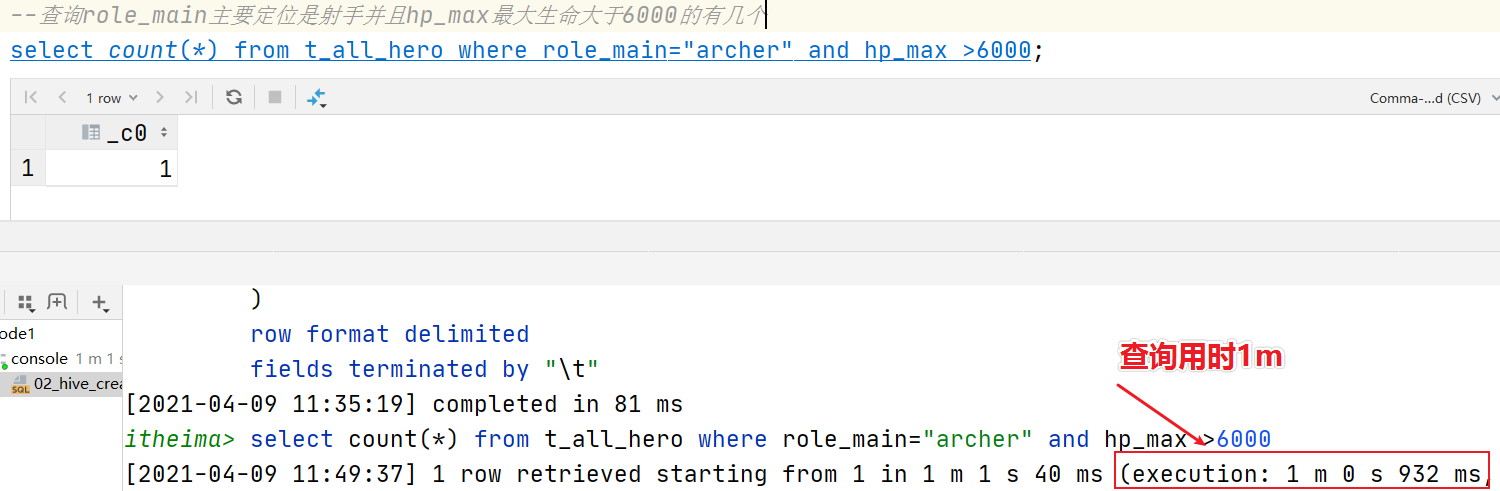 --查询role_main主要定位是射手并且hp_max最大生命大于6000的有几个
select count(*) from t_all_hero where role_main="archer" and hp_max >6000;
1 row
Comma-...d (CSV)
_c0
1 1
)
row format delimited
fields terminated by "\t"
ode1
console 1 m 1 s
02_hive_crea
查询用时1m
[2021-04-09 11:35:19] completed in 81 ms
itheima> select count(*) from t_all_hero where role_main="archer" and hp_max >6000
[2021-04-09 11:49:37] 1 row retrieved starting from 1 in 1 m 1 s 40 ms (execution: 1 m 0 s 932 ms,